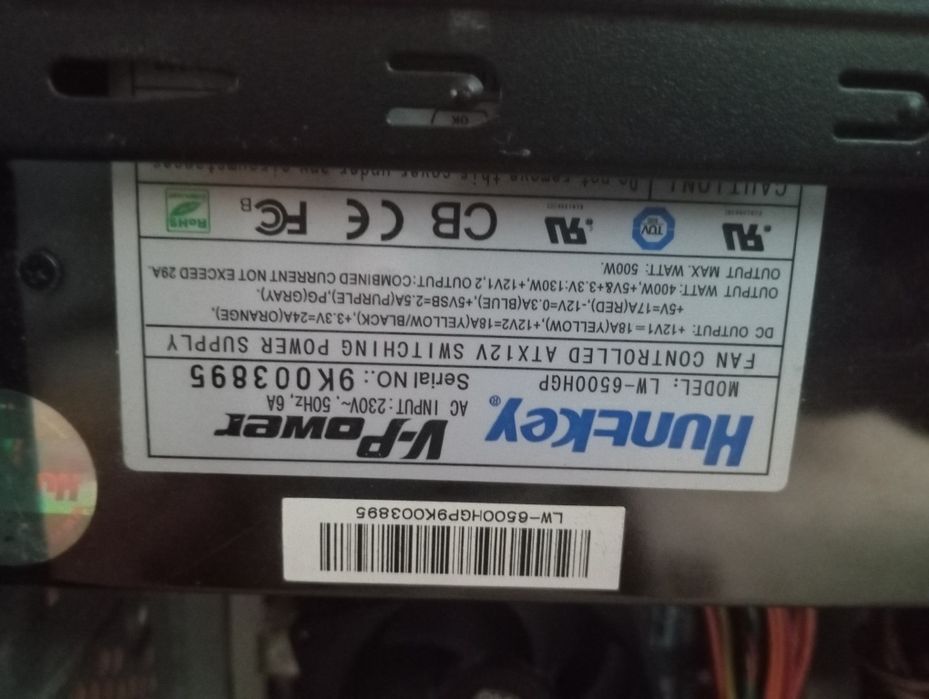 Huntkey® V-Power
AC INPUT: 230V~ 50Hz, 6A
MODEL: LW-6500HGP Serial NO.: 9K003895
FAN CONTROLLED ATX12V SWITCHING POWER SUPPLY
DC OUTPUT: +12V1=18A(YELLOW),+12V2=18A(YELLOW/BLACK),+3.3V=24A(ORANGE),
+5V=17A(RED),-12V=0.3A(BLUE),+5VSB=2.5A(PURPLE),PG(GRAY).
OUTPUT WATT: 400W,+5V&+3.3V:130W,+12V1,2 OUTPUT:COMBINED CURRENT NOT EXCEED 29A.
OUTPUT MAX. WATT: 500W.
TÜV CB CE FC B RoHS
CAUTION! Do not remove this cover under any circumstances
LW-6500HGP9K003895
OK